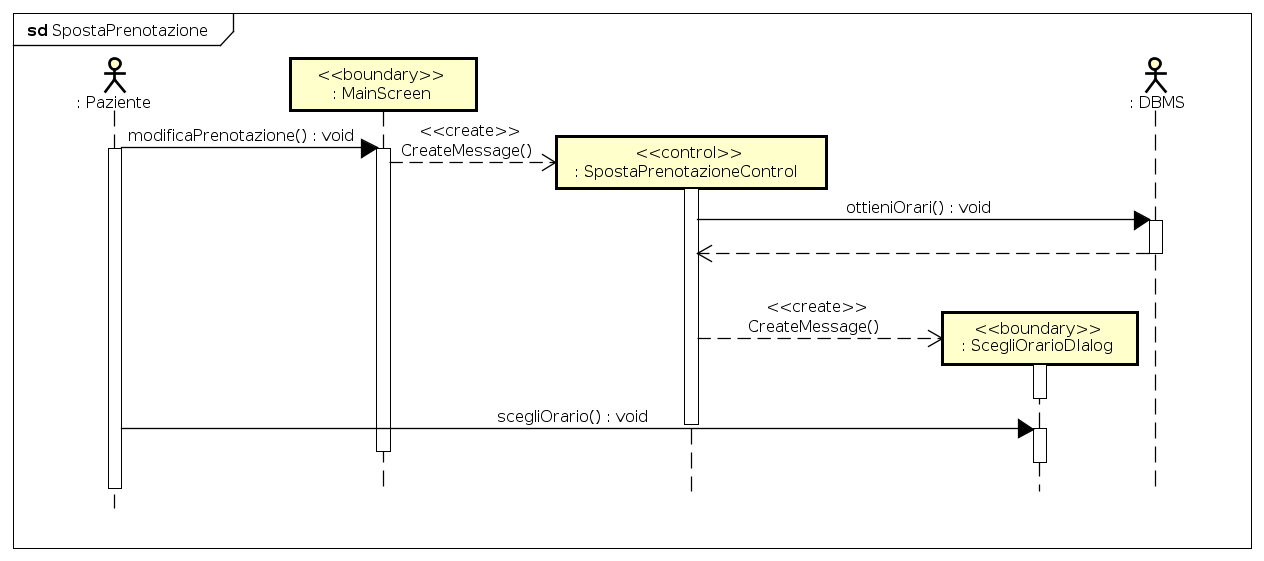 sd SpostaPrenotazione
: Paziente
<<boundary>>
: MainScreen
: DBMS
modificaPrenotazione() : void
<<create>>
CreateMessage()
<<control>>
: SpostaPrenotazioneControl
ottieniOrari() : void
<<create>>
CreateMessage()
<<boundary>>
: ScegliOrarioDIalog
scegliOrario() : void